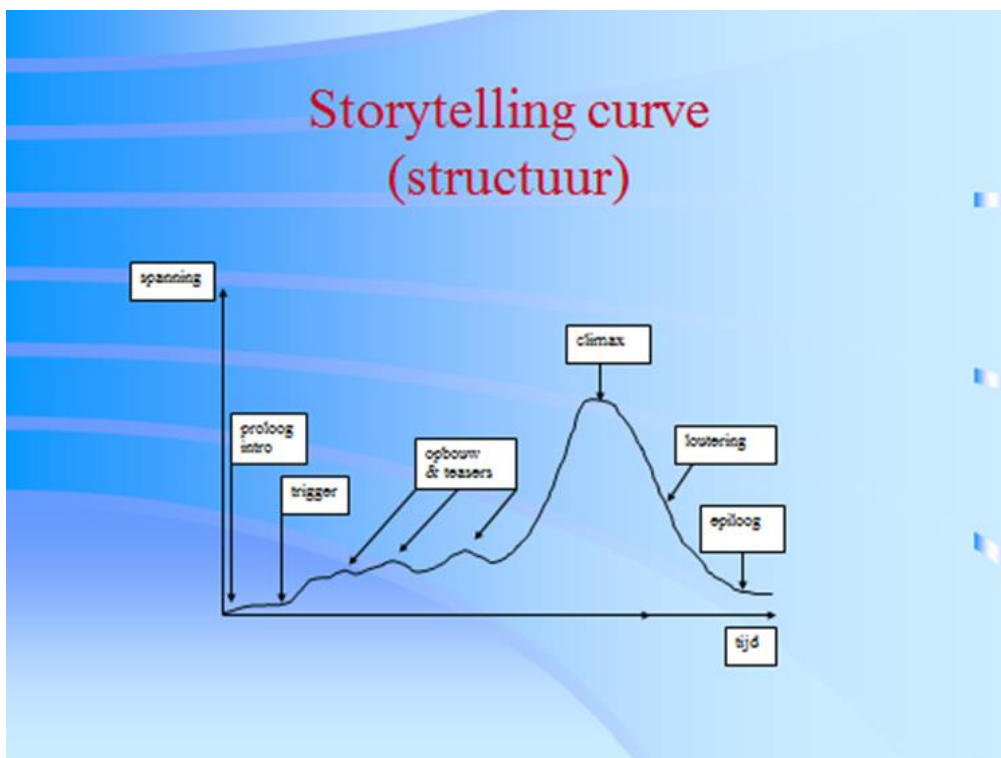 Storytelling curve
(structuur)
spanning
climax
proloog
intro
opbouw
& teasers
loutering
trigger
epiloog
tijd